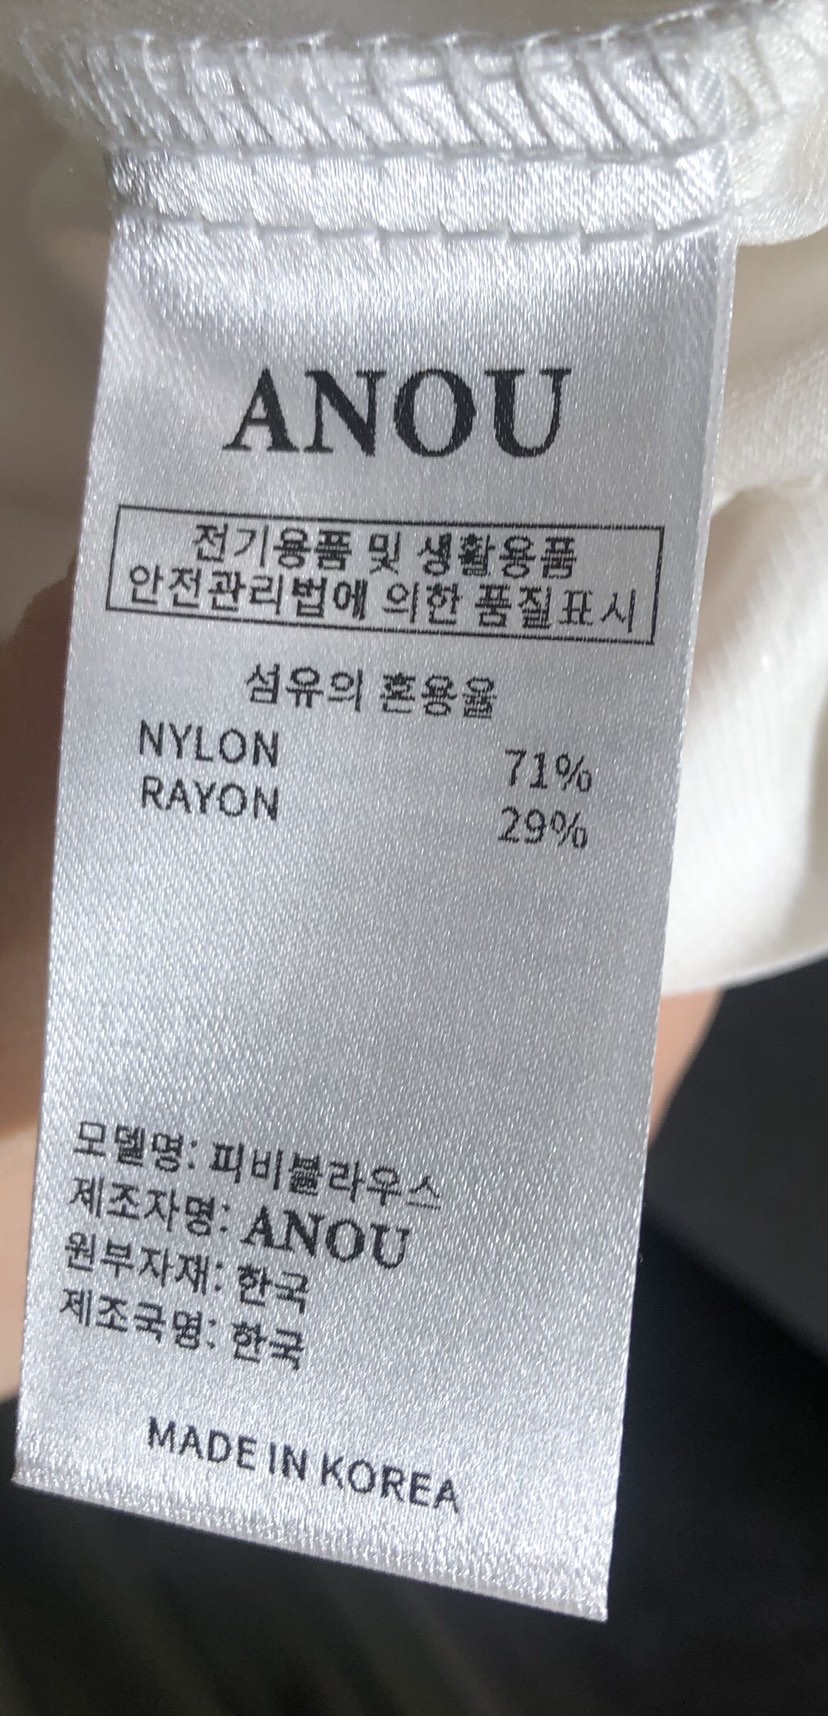 ANOU
전기용품 및 생활용품
안전관리법에 의한 품질표시
섬유의 혼용율
NYLON 71%
RAYON 29%
모델명: 피비블라우스
제조자명: ANOU
원부자재: 한국
제조국명: 한국
MADE IN KOREA